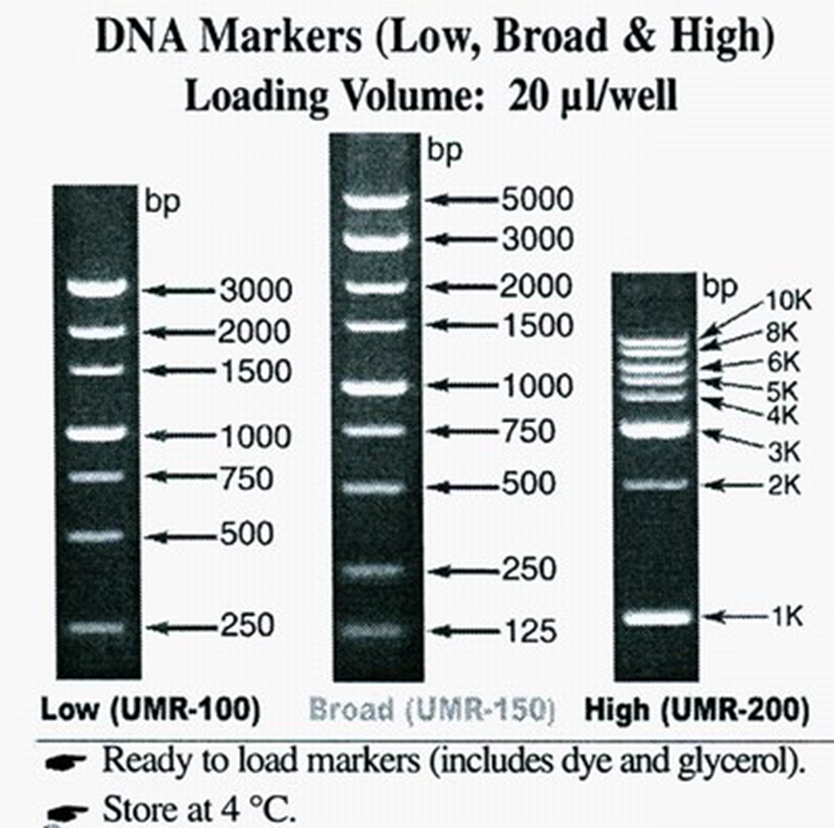 DNA Markers (Low, Broad & High)
Loading Volume: 20 µl/well
bp
3000
2000
1500
1000
750
500
250
Low (UMR-100)
bp
5000
3000
2000
1500
1000
750
500
250
125
Broad (UMR-150)
bp
10K
8K
6K
5K
4K
3K
2K
1K
High (UMR-200)
Ready to load markers (includes dye and glycerol).
Store at 4 °C.